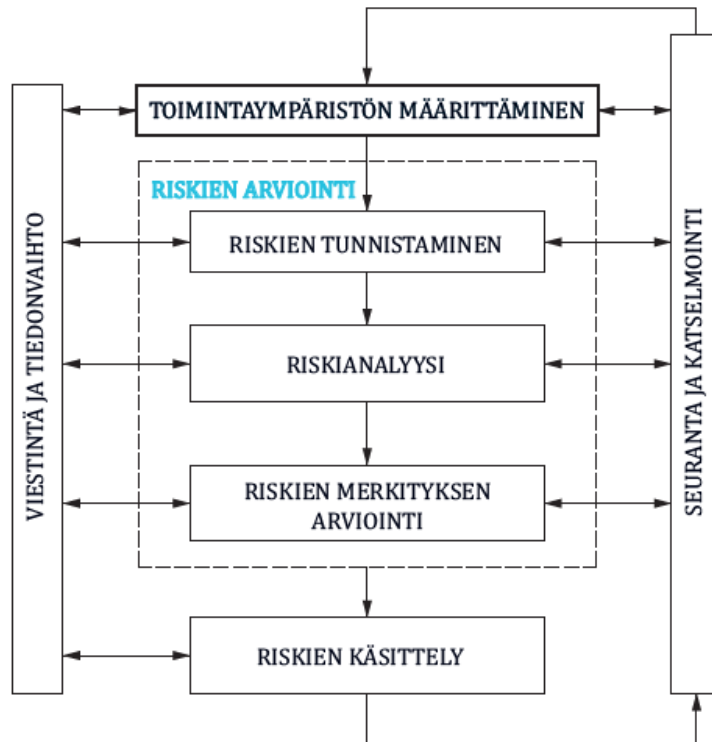 TOIMINTAYMPÄRISTÖN MÄÄRITTÄMINEN
RISKIEN ARVIOINTI
RISKIEN TUNNISTAMINEN
RISKIANALYYSI
RISKIEN MERKITYKSEN
ARVIOINTI
RISKIEN KÄSITTELY
VIESTINTÄ JA TIEDONVAIHTO
SEURANTA JA KATSELMOINTI